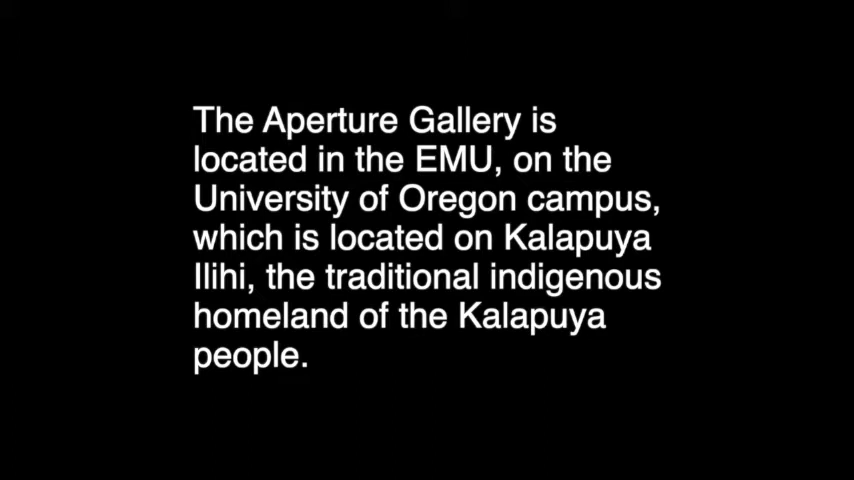 The Aperture Gallery is
located in the EMU, on the
University of Oregon campus,
which is located on Kalapuya
Ilihi, the traditional indigenous
homeland of the Kalapuya
people.